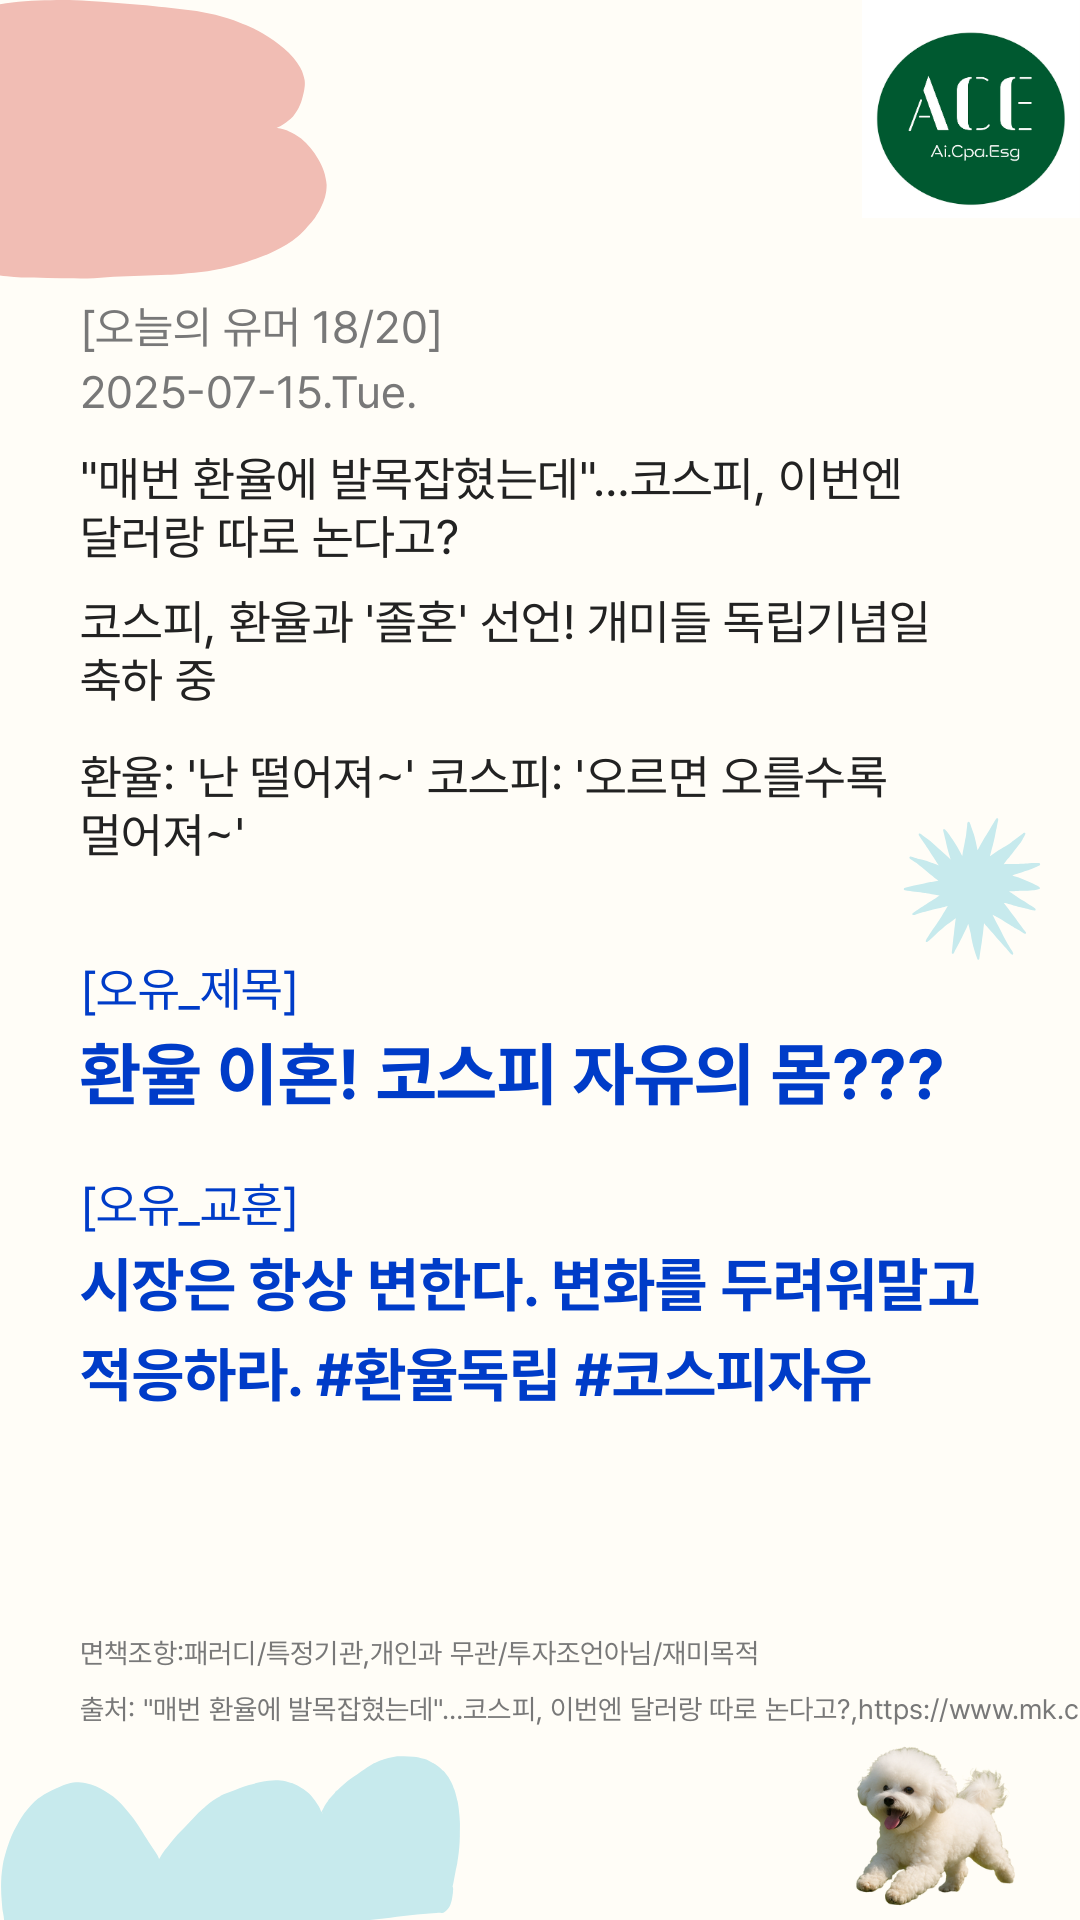 ACE
Ai.Cpa.Esg
[오늘의 유머 18/20]
2025-07-15.Tue.
"매번 환율에 발목잡혔는데"...코스피, 이번엔
달러랑 따로 논다고?
코스피, 환율과 '졸혼' 선언! 개미들 독립기념일
축하 중
환율: '난 떨어져~' 코스피: '오르면 오를수록
멀어져~'
[오유_제목]
환율 이혼! 코스피 자유의 몸???
[오유_교훈]
시장은 항상 변한다. 변화를 두려워말고
적응하라. #환율독립 #코스피자유
면책조항:패러디/특정기관,개인과 무관/투자조언아님/재미목적
출처: "매번 환율에 발목잡혔는데"...코스피, 이번엔 달러랑 따로 논다고?,https://www.mk.c